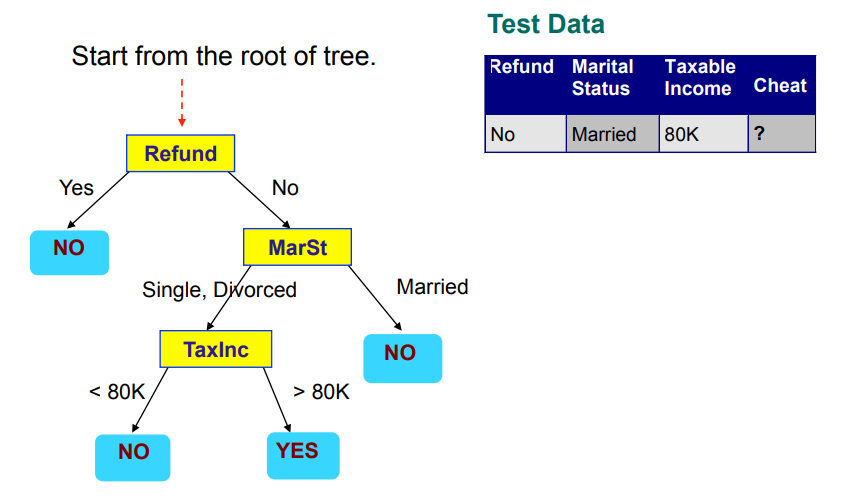 Test Data
Start from the root of tree.
Refund Marital Status Taxable Income Cheat
No Married 80K ?
Refund
Yes No
NO
MarSt
Single, Divorced Married
TaxInc
NO
< 80K > 80K
NO YES